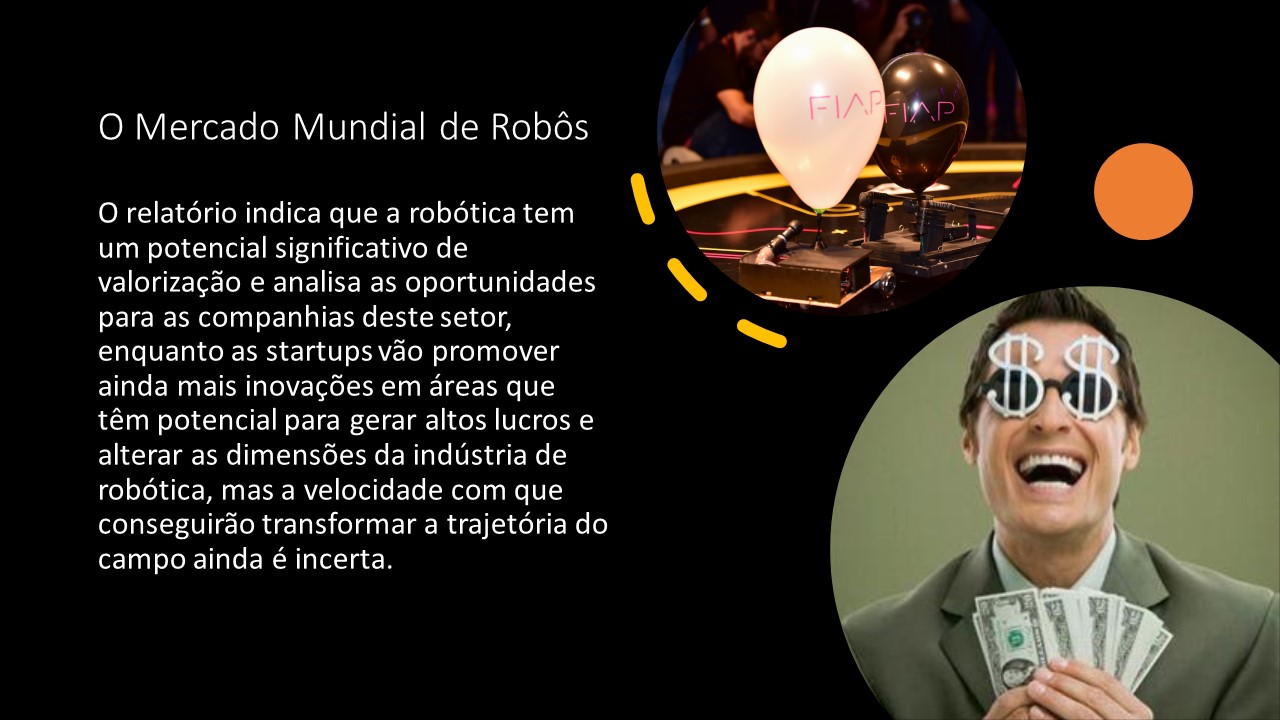 O Mercado Mundial de Robôs
O relatório indica que a robótica tem
um potencial significativo de
valorização e analisa as oportunidades
para as companhias deste setor,
enquanto as startups vão promover
ainda mais inovações em áreas que
têm potencial para gerar altos lucros e
alterar as dimensões da indústria de
robótica, mas a velocidade com que
conseguirão transformar a trajetória do
campo ainda é incerta.
FIAP
FIAP
$ $